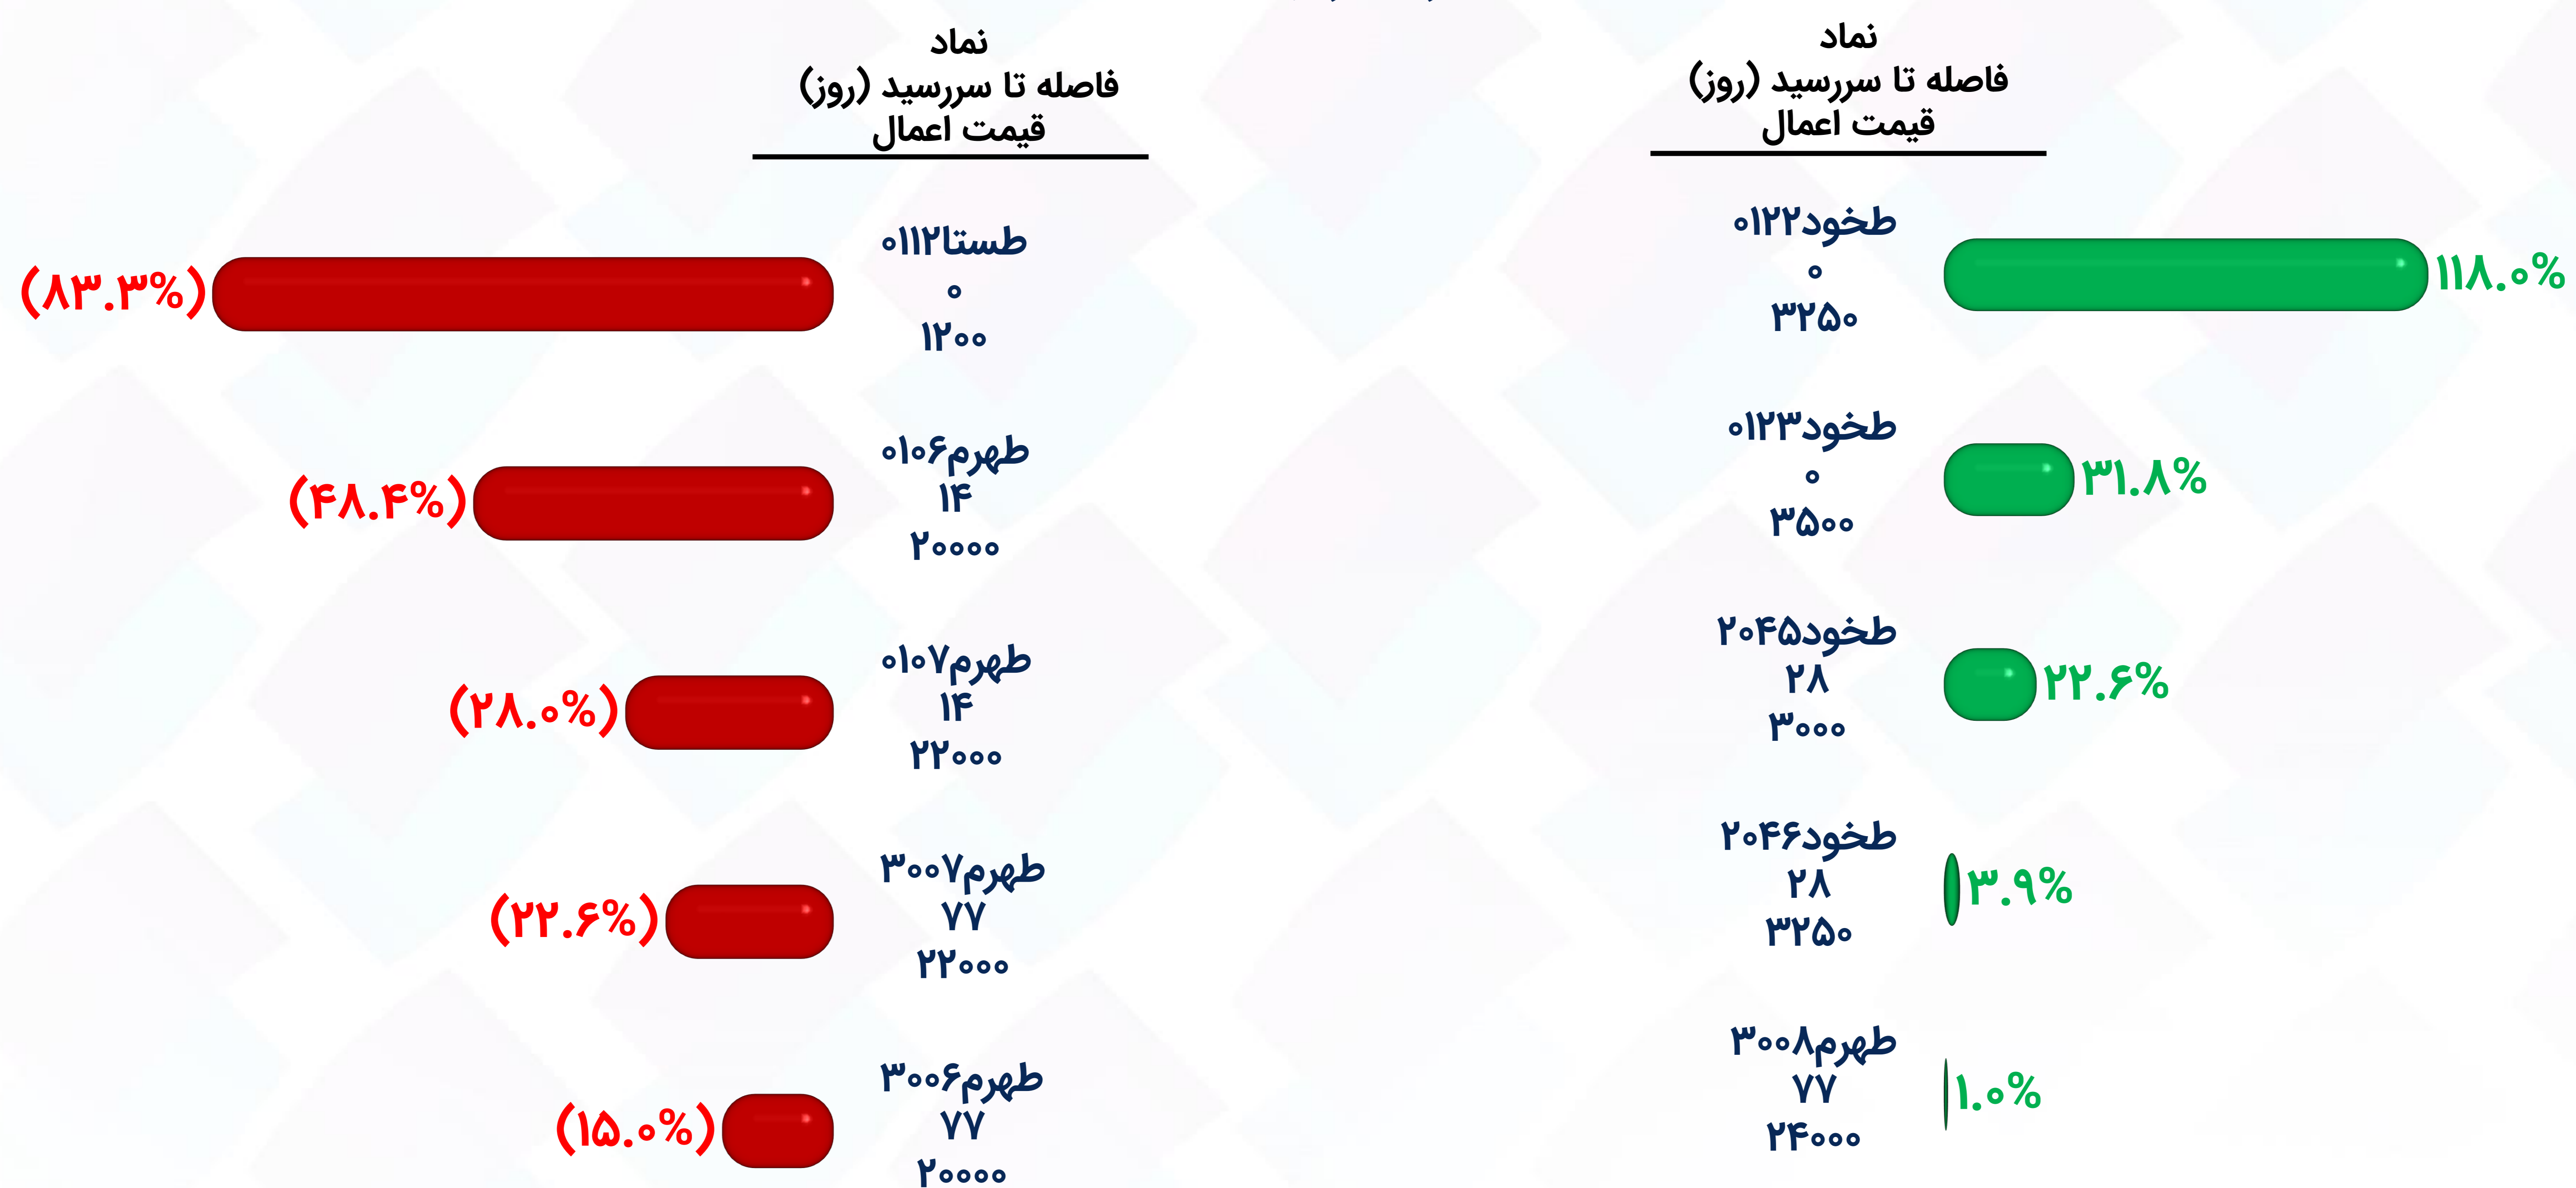 نماد
فاصله تا سررسید (روز)
قیمت اعمال
طخود۰۱۲۲
۰
۳۲۵۰
۱۱۸.۰%
طخود۰۱۲۳
۰
۳۵۰۰
۳۱.۸%
طخود۲۰۴۵
۲۸
۳۰۰۰
۲۲.۶%
طخود۲۰۴۶
۲۸
۳۲۵۰
۳.۹%
طهرم۳۰۰۸
۷۷
۲۴۰۰۰
۱.۰%
نماد
فاصله تا سررسید (روز)
قیمت اعمال
طستا۰۱۱۲
۰
۱۲۰۰
(۸۳.۳%)
طهرم۰۱۰۶
۱۴
۲۰۰۰۰
(۴۸.۴%)
طهرم۰۱۰۷
۱۴
۲۲۰۰۰
(۲۸.۰%)
طهرم۳۰۰۷
۷۷
۲۲۰۰۰
(۲۲.۶%)
طهرم۳۰۰۶
۷۷
۲۰۰۰۰
(۱۵.۰%)